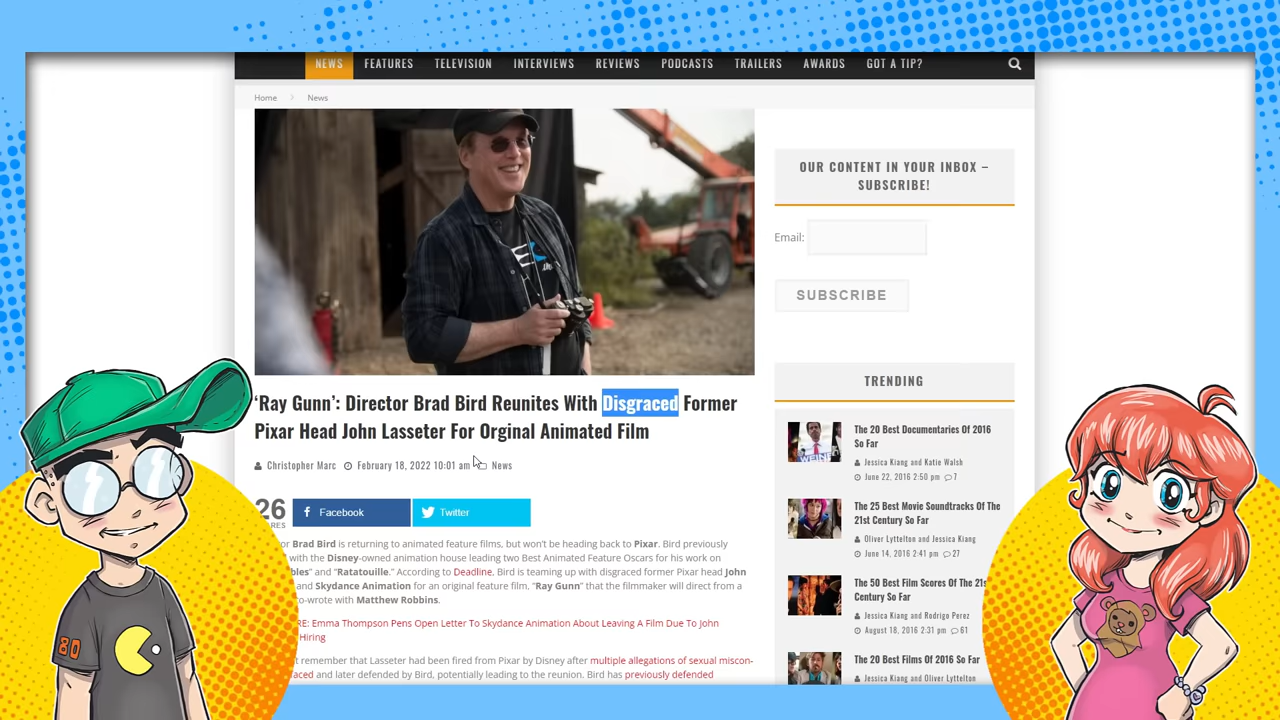 NEWS FEATURES TELEVISION INTERVIEWS REVIEWS PODCASTS TRAILERS AWARDS GOT A TIP?
Home > News
‘Ray Gunn’: Director Brad Bird Reunites With Disgraced Former
Pixar Head John Lasseter For Orginal Animated Film
Christopher Marc February 18, 2022 10:01 am News
26
Facebook
Twitter
Brad Bird is returning to animated feature films, but won’t be heading back to Pixar. Bird previously
with the Disney-owned animation house leading two Best Animated Feature Oscars for his work on
and “Ratatouille.” According to Deadline, Bird is teaming up with disgraced former Pixar head John
and Skydance Animation for an original feature film, “Ray Gunn” that the filmmaker will direct from a
co-wrote with Matthew Robbins.
Emma Thompson Pens Open Letter To Skydance Animation About Leaving A Film Due To John
Hiring
remember that Lasseter had been fired from Pixar by Disney after multiple allegations of sexual miscon-
and later defended by Bird, potentially leading to the reunion. Bird has previously defended
OUR CONTENT IN YOUR INBOX –
SUBSCRIBE!
Email:
SUBSCRIBE
TRENDING
The 20 Best Documentaries Of 2016
So Far
Jessica Kiang and Katie Walsh
June 22, 2016 2:50 pm 7
The 25 Best Movie Soundtracks Of The
21st Century So Far
Oliver Lyttelton and Jessica Kiang
June 14, 2016 2:41 pm 27
The 50 Best Film Scores Of The 21s
Century So Far
Jessica Kiang and Rodrigo Perez
August 18, 2016 2:31 pm 61
The 20 Best Films Of 2016 So Far
Jessica Kiang and Oliver Lyttelton
80